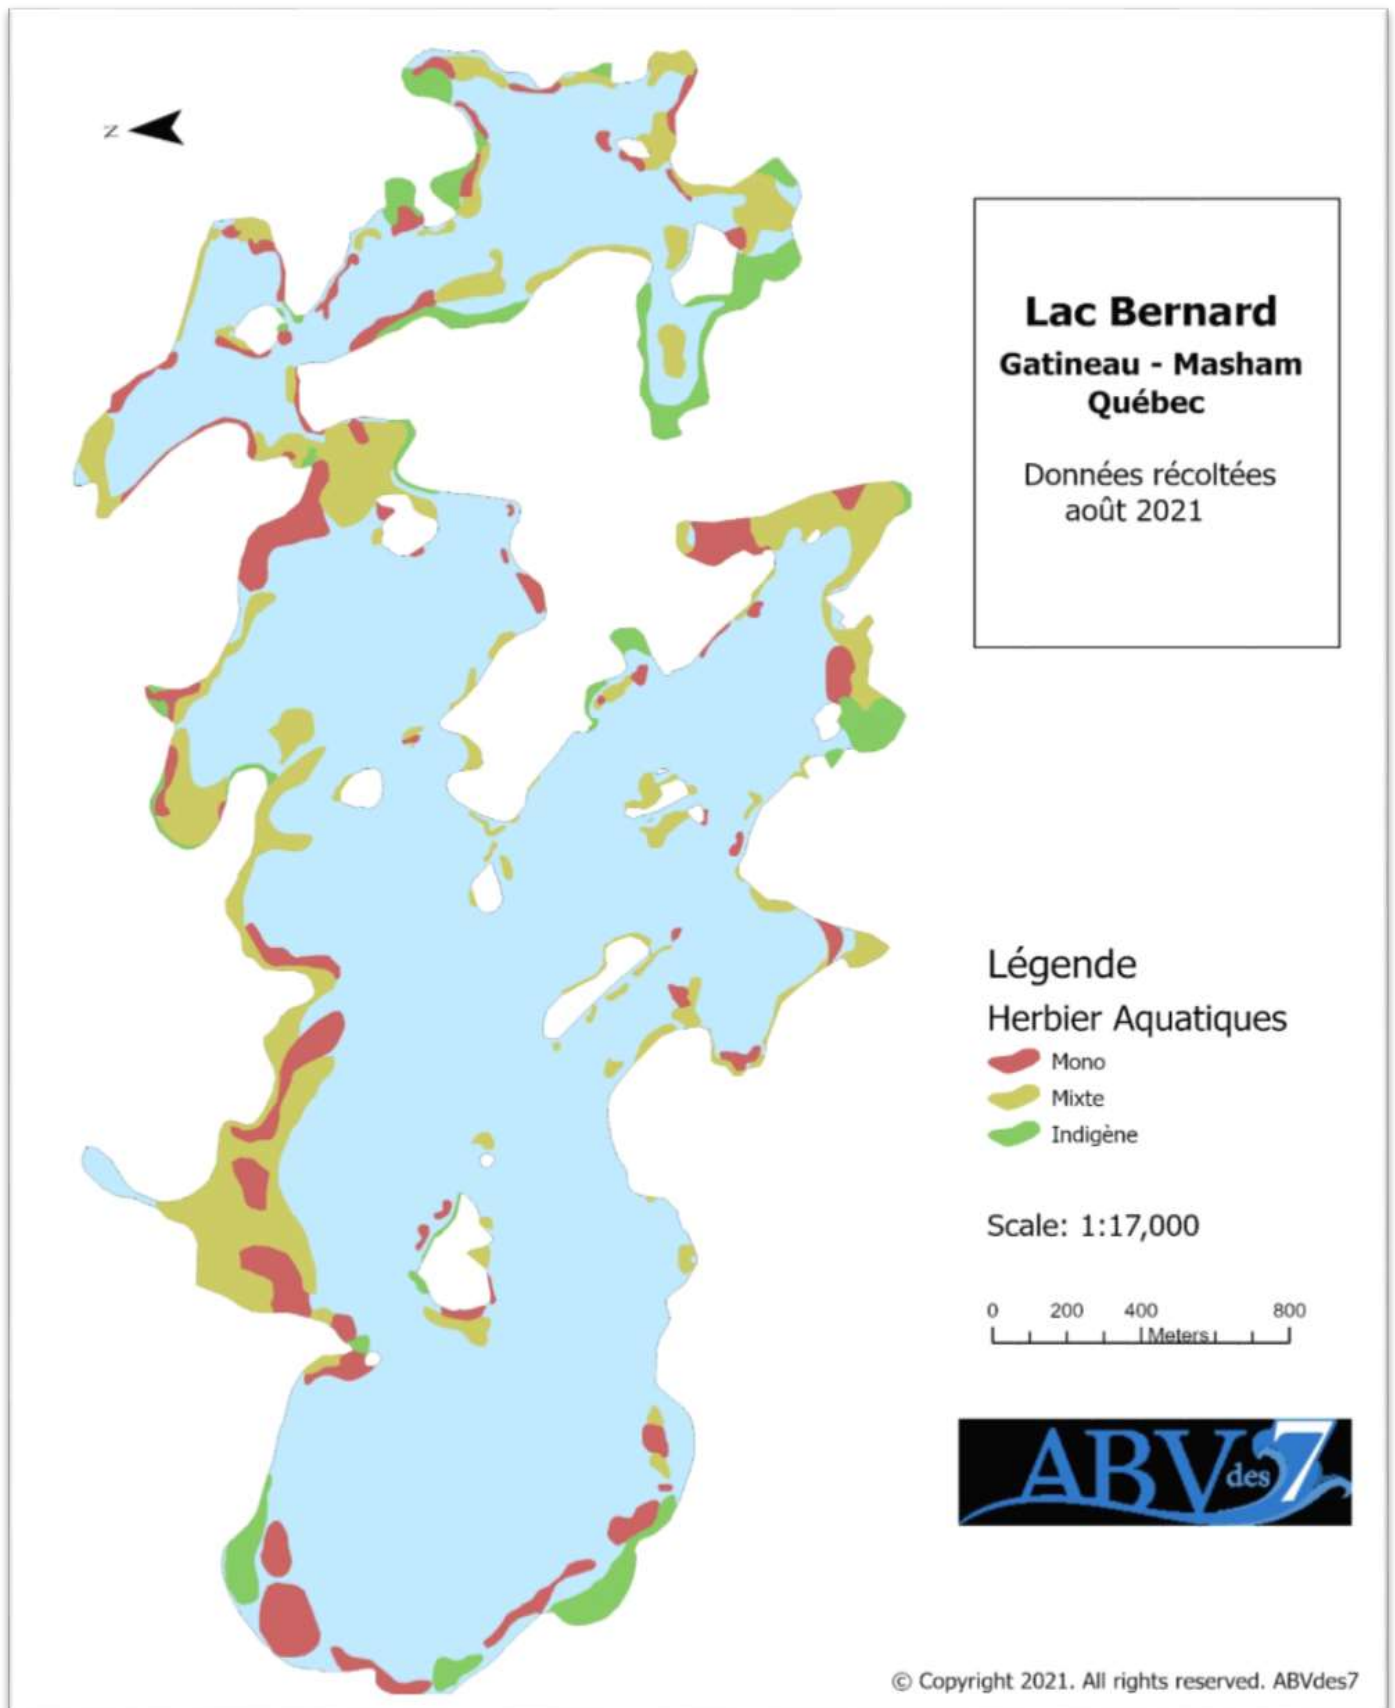 N
Lac Bernard
Gatineau - Masham
Québec
Données récoltées
août 2021
Légende
Herbier Aquatiques
Mono
Mixte
Indigène
Scale: 1:17,000
0 200 400 800
Meters
ABV des 7
© Copyright 2021. All rights reserved. ABVdes7